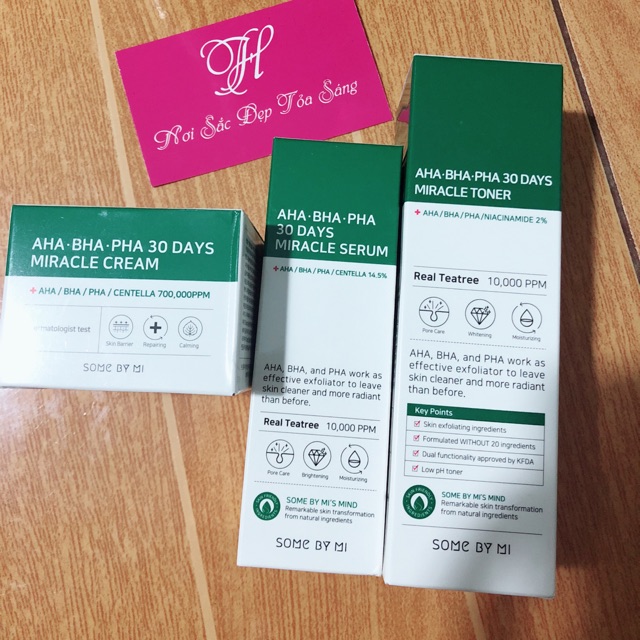 Nơi Sắc Đẹp Tỏa Sáng
AHA·BHA·PHA 30 DAYS
MIRACLE CREAM
+ AHA / BHA / PHA / CENTELLA 700,000PPM
Skin Barrier
Repairing
Calming
SOME BY MI
AHA·BHA·PHA
30 DAYS
MIRACLE SERUM
+ AHA / BHA / PHA / CENTELLA 14.5%
AHA, BHA, and PHA work as
effective exfoliator to leave
skin cleaner and more radiant
than before.
Real Teatree 10,000 PPM
Pore Care
Brightening
Moisturizing
SOME BY MI'S MIND
Remarkable skin transformation
from natural ingredients
SOME BY MI
AHA·BHA·PHA 30 DAYS
MIRACLE TONER
+ AHA/BHA/PHA/NIACINAMIDE 2%
Real Teatree 10,000 PPM
Pore Care
Whitening
Moisturizing
AHA, BHA, and PHA work as
effective exfoliator to leave
skin cleaner and more radiant
than before.
Key Points
Skin exfoliating ingredients
Formulated WITHOUT 20 ingredients
Dual functionality approved by KFDA
Low pH toner
SOME BY MI'S MIND
Remarkable skin transformation
from natural ingredients
SOME BY MI